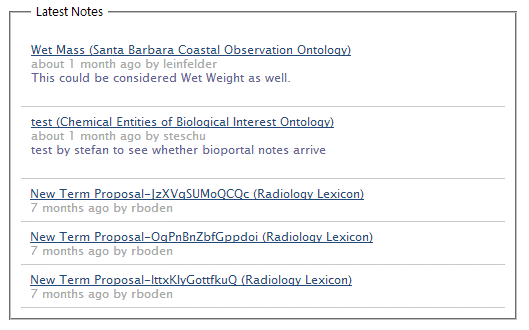 Latest Notes
Wet Mass (Santa Barbara Coastal Observation Ontology)
about 1 month ago by leinfelder
This could be considered Wet Weight as well.
test (Chemical Entities of Biological Interest Ontology)
about 1 month ago by steschu
test by stefan to see whether bioportal notes arrive
New Term Proposal-JzXVgSUMoQCQc (Radiology Lexicon)
7 months ago by rboden
New Term Proposal-OgPnBnZbfGppdoi (Radiology Lexicon)
7 months ago by rboden
New Term Proposal-IttxKlyGottfkuQ (Radiology Lexicon)
7 months ago by rboden